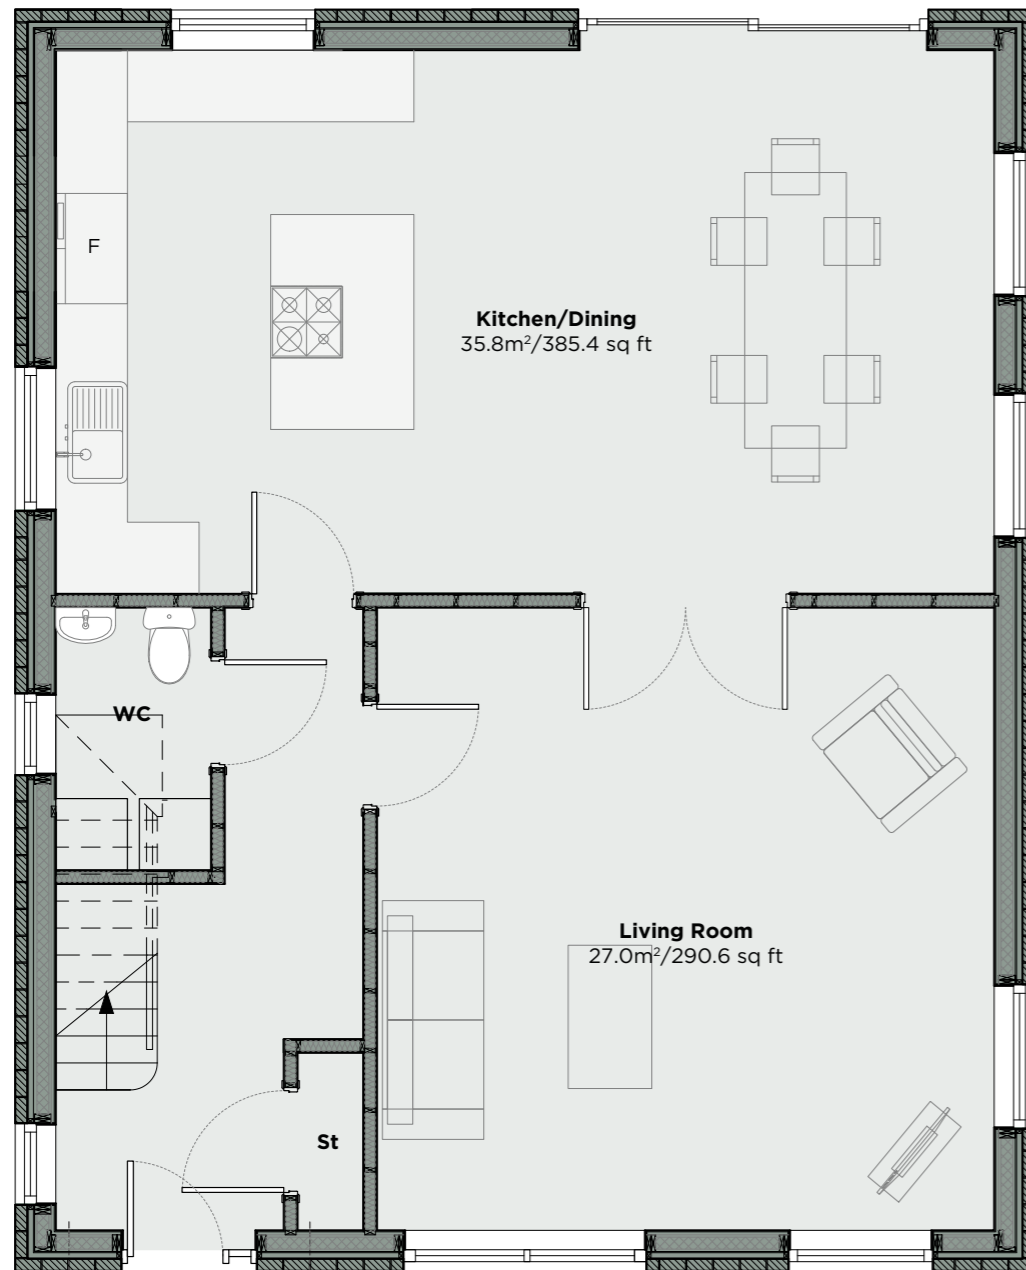 F
Kitchen/Dining
35.8m²/385.4 sq ft
WC
Living Room
27.0m²/290.6 sq ft
St